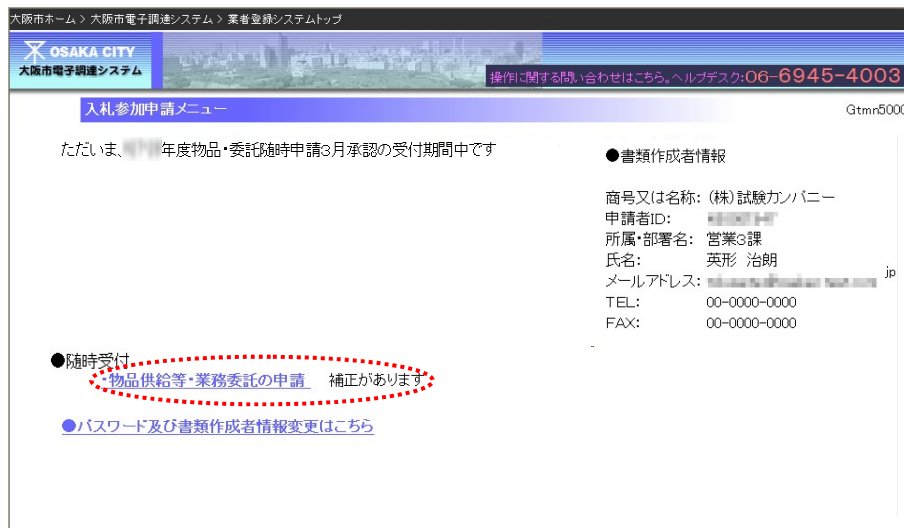 大阪市ホーム > 大阪市電子調達システム > 業者登録システムトップ
OSAKA CITY
大阪市電子調達システム
操作に関する問い合わせはこちら。ヘルプデスク:06-6945-4003
入札参加申請メニュー
Gtmn5000
ただいま、 年度物品・委託随時申請3月承認の受付期間中です
●書類作成者情報
商号又は名称: (株)試験カンパニー
申請者ID:
所属・部署名: 営業3課
氏名: 英形 治朗
メールアドレス: jp
TEL: 00-0000-0000
FAX: 00-0000-0000
●随時受付
・物品供給等・業務委託の申請 補正があります
●パスワード及び書類作成者情報変更はこちら